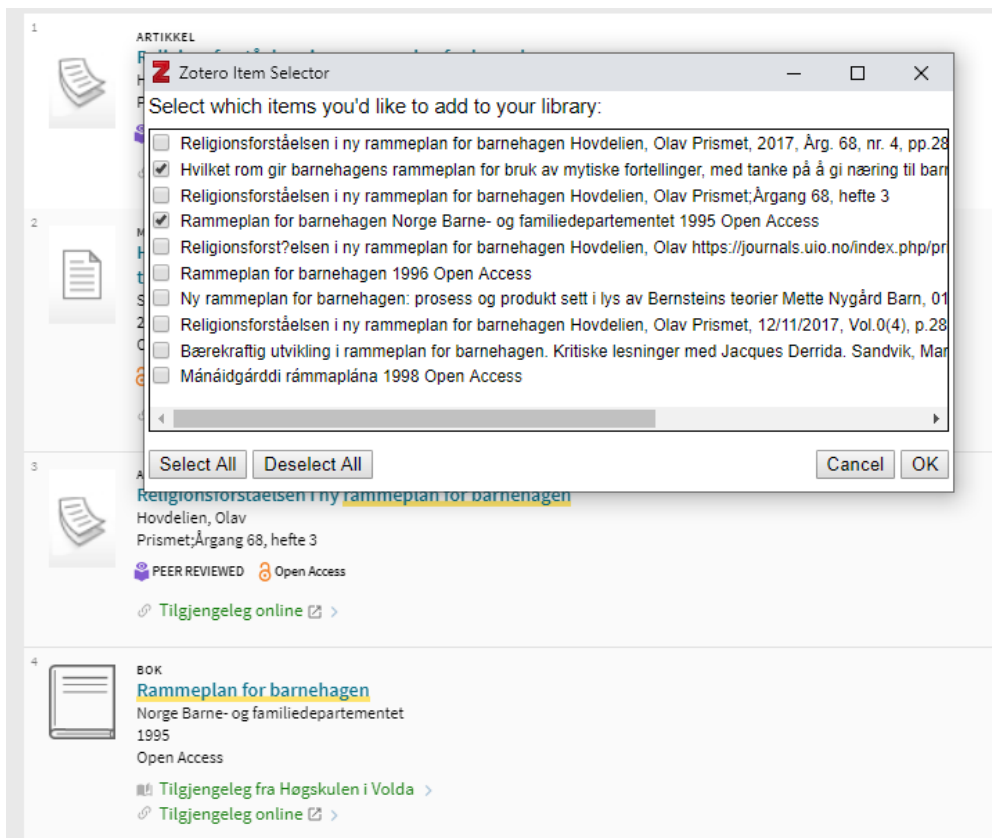 1
ARTIKKEL
Zotero Item Selector
Select which items you'd like to add to your library:
Religionsforståelsen i ny rammeplan for barnehagen Hovdelien, Olav Prismet, 2017, Årg. 68, nr. 4, pp.28
Hvilket rom gir barnehagens rammeplan for bruk av mytiske fortellinger, med tanke på å gi næring til barn
Religionsforståelsen i ny rammeplan for barnehagen Hovdelien, Olav Prismet;Årgang 68, hefte 3
Rammeplan for barnehagen Norge Barne- og familiedepartementet 1995 Open Access
Religionsforst?elsen i ny rammeplan for barnehagen Hovdelien, Olav https://journals.uio.no/index.php/pri
Rammeplan for barnehagen 1996 Open Access
Ny rammeplan for barnehagen: prosess og produkt sett i lys av Bernsteins teorier Mette Nygård Barn, 01
Religionsforståelsen i ny rammeplan for barnehagen Hovdelien, Olav Prismet, 12/11/2017, Vol.0(4), p.28
Bærekraftig utvikling i rammeplan for barnehagen. Kritiske lesninger med Jacques Derrida. Sandvik, Mar
Mánáidgárddi rámmaplána 1998 Open Access
Select All Deselect All Cancel OK
2
3
Religionsforståelsen i ny rammeplan for barnehagen
Hovdelien, Olav
Prismet;Årgang 68, hefte 3
PEER REVIEWED Open Access
Tilgjengeleg online
4
BOK
Rammeplan for barnehagen
Norge Barne- og familiedepartementet
1995
Open Access
Tilgjengeleg fra Høgskulen i Volda
Tilgjengeleg online